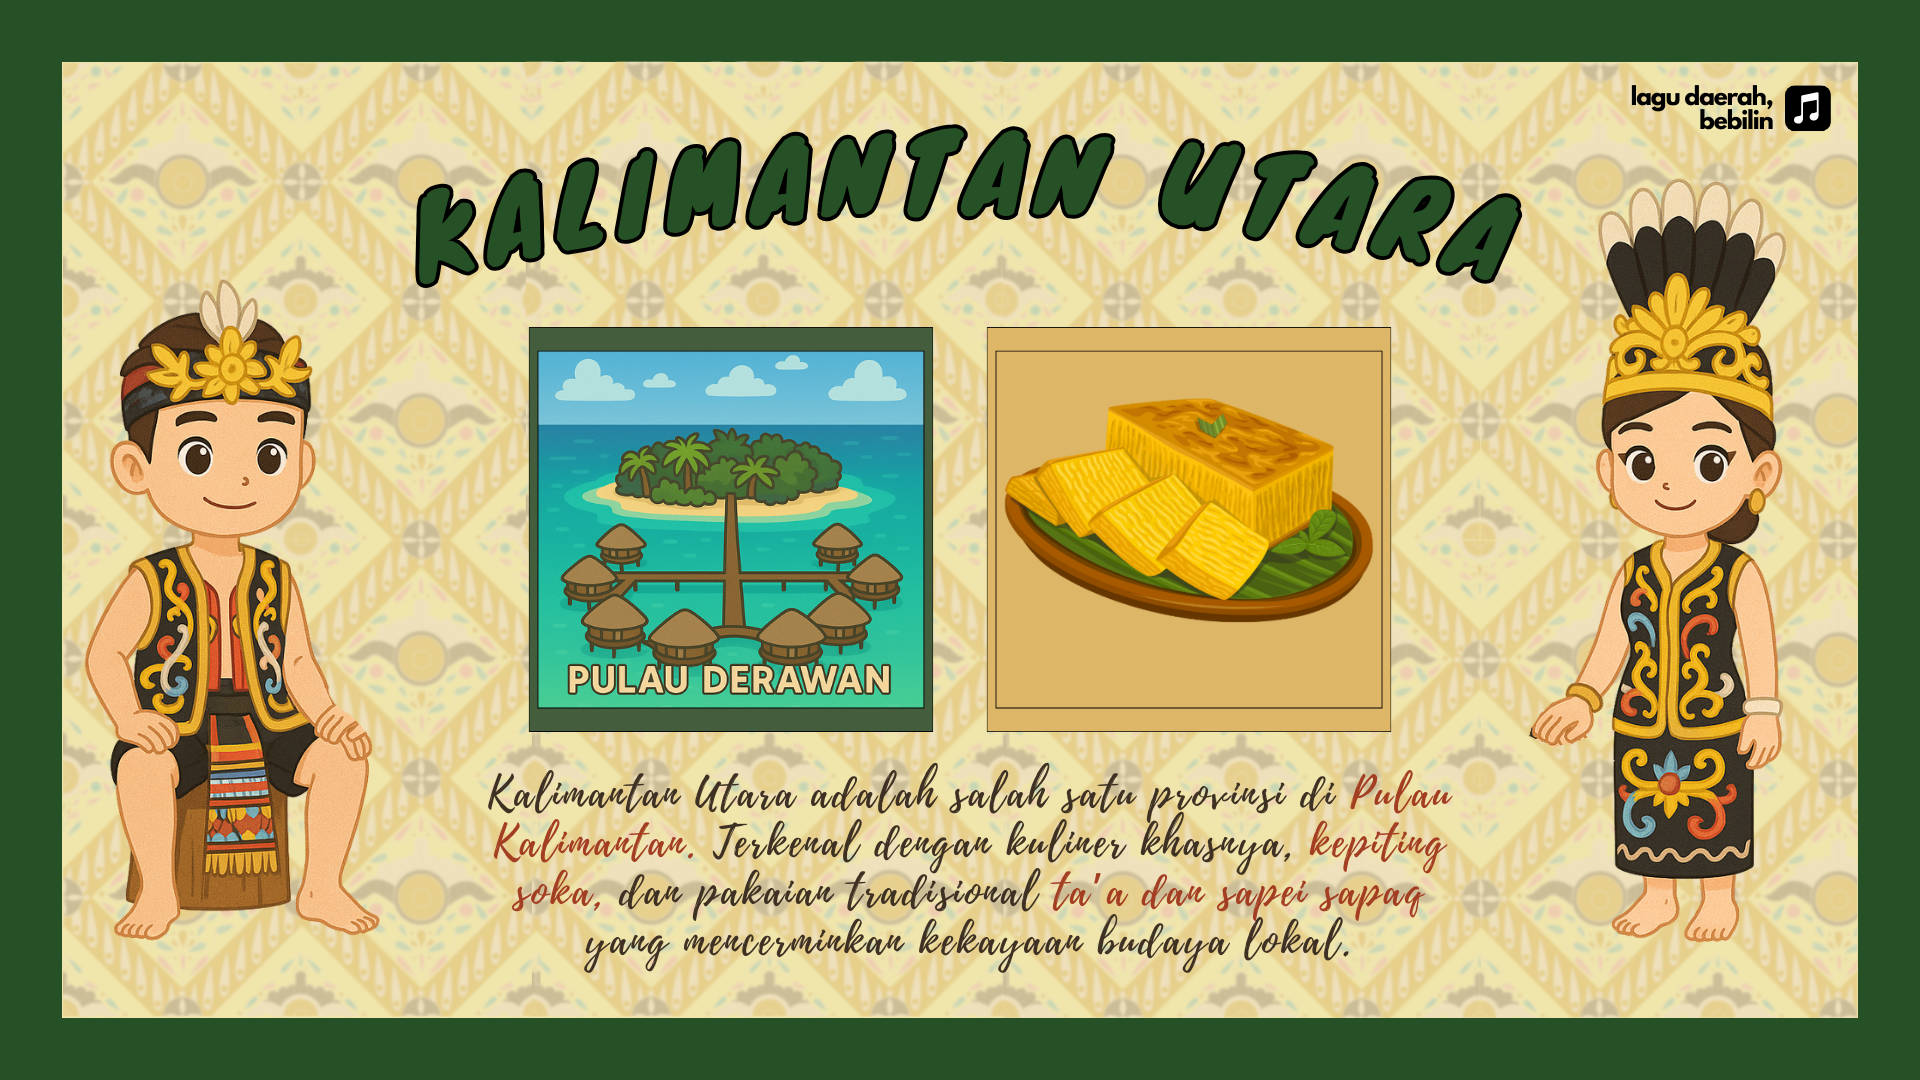 lagu daerah,
bebilin
KALIMANTAN UTARA
PULAU DERAWAN
Kalimantan Utara adalah salah satu provinsi di Pulau
Kalimantan. Terkenal dengan kuliner khasnya, kepiting
soka, dan pakaian tradisional ta'a dan sapei sapaq
yang mencerminkan kekayaan budaya lokal.